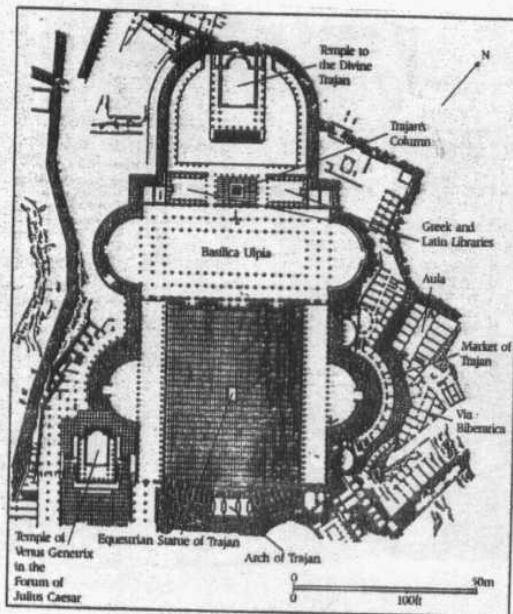 Temple to
the Divine
Trajan
N
Trajan's
Column
Greek and
Latin Libraries
Basilica Ulpia
Aula
Market of
Trajan
Via
Biberatica
Temple of
Venus Genetrix
in the
Forum of
Julius Caesar
Equestrian Statue of Trajan
Arch of Trajan
0
50m
0
100ft